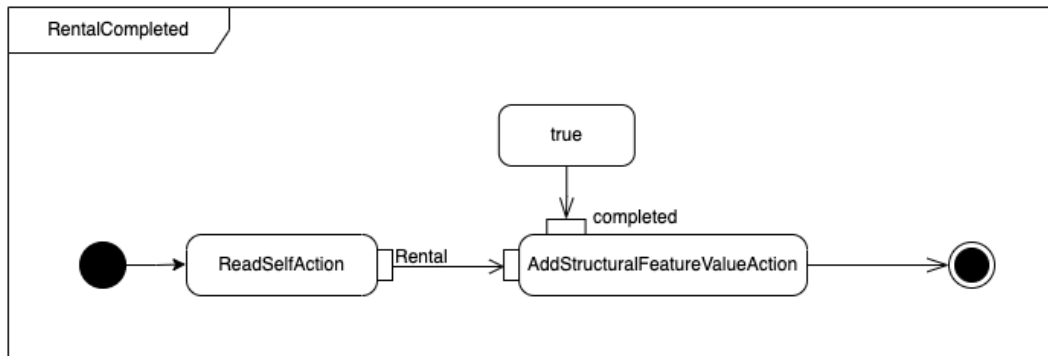 RentalCompleted
true
completed
ReadSelfAction
Rental
AddStructuralFeatureValueAction